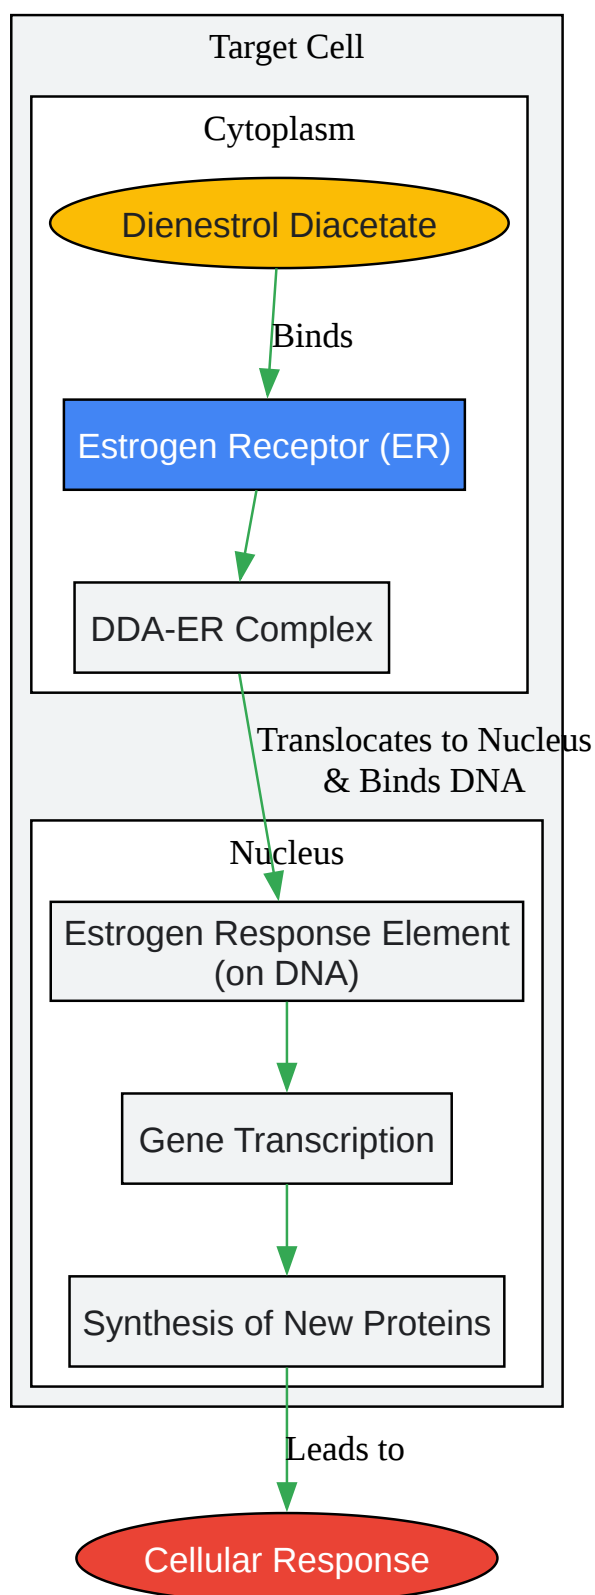 Target Cell
Cytoplasm
Dienestrol Diacetate
Binds
Estrogen Receptor (ER)
DDA-ER Complex
Translocates to Nucleus
& Binds DNA
Nucleus
Estrogen Response Element
(on DNA)
Gene Transcription
Synthesis of New Proteins
Leads to
Cellular Response